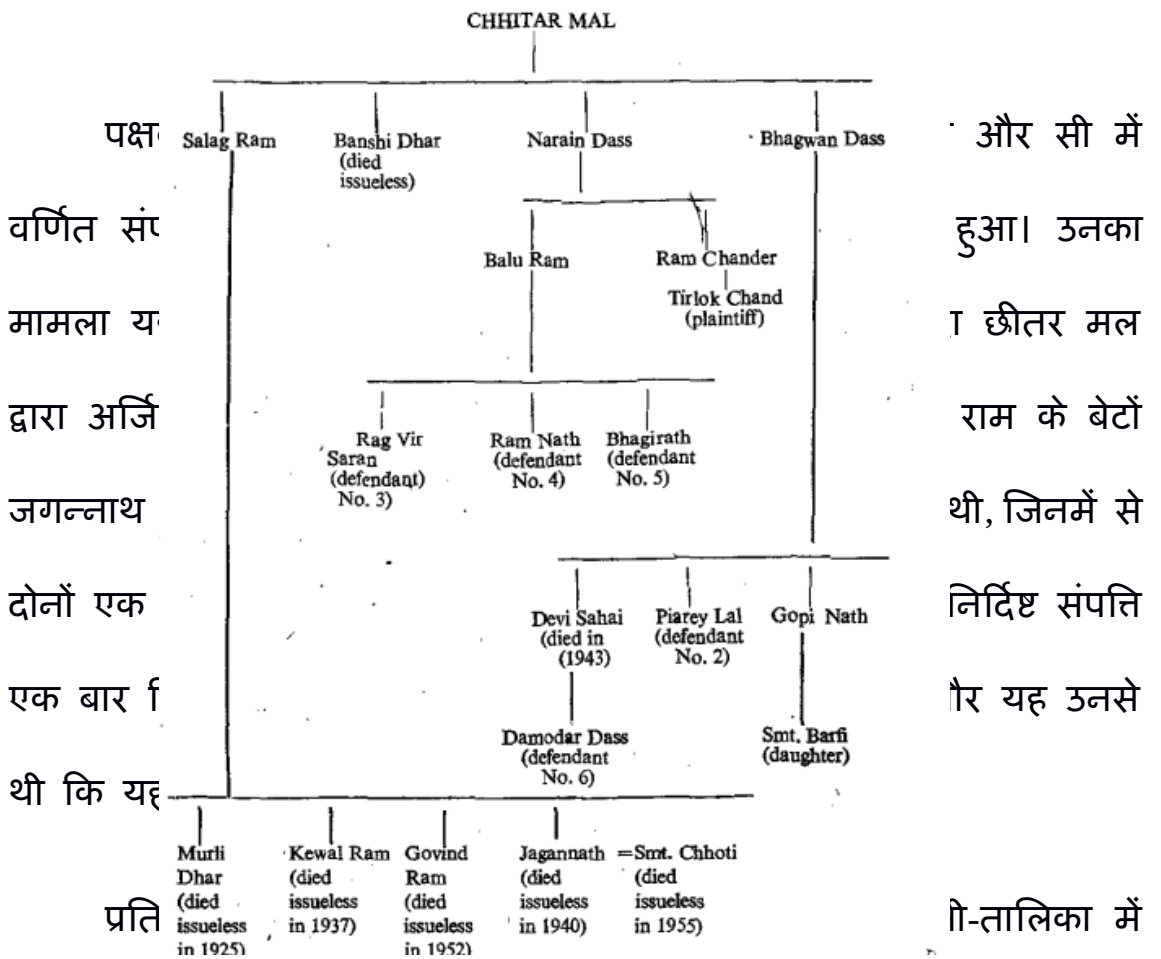 CHHITAR MAL
Salag Ram
Banshi Dhar
(died
issueless)
Narain Dass
Bhagwan Dass
Balu Ram
Ram Chander
Tirlok Chand
(plaintiff)
Rag Vir
Saran
(defendant)
No. 3)
Ram Nath
(defendant
No. 4)
Bhagirath
(defendant
No. 5)
Devi Sahai
(died in
(1943)
Piarey Lal
(defendant
No. 2)
Gopi Nath
Damodar Dass
(defendant
No. 6)
Smt. Barfi
(daughter)
Murli
Dhar
(died
issueless
in 1925)
Kewal Ram
(died
issueless
in 1937)
Govind
Ram
(died
issueless
in 1952)
Jagannath
(died
issueless
in 1940)
=Smt. Chhoti
(died
issueless
in 1955)
और सी में
वर्णित हुआ। उनका
मामला छीतर मल
द्वारा राम के बेटों
जगन्नाथ थी, जिनमें से
दोनों एक निर्दिष्ट संपत्ति
एक बार यह उनसे
थी कि
में